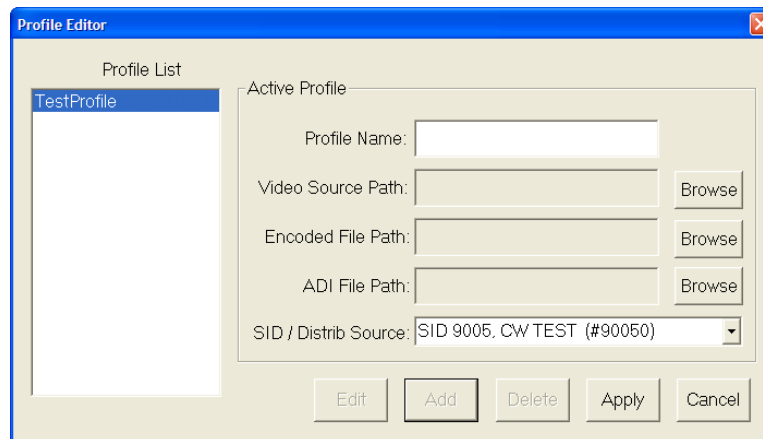 Profile Editor
Profile List
TestProfile
Active Profile
Profile Name:
Video Source Path:
Browse
Encoded File Path:
Browse
ADI File Path:
Browse
SID / Distrib Source:
SID 9005, CW TEST (#90050)
Edit
Add
Delete
Apply
Cancel